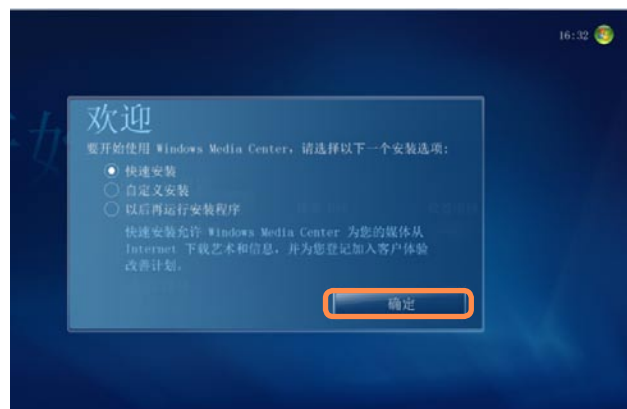 16:32
欢迎
要开始使用 Windows Media Center，请选择以下一个安装选项:
快速安装
自定义安装
以后再运行安装程序
快速安装允许 Windows Media Center 为您的媒体从
Internet 下载艺术和信息，并为您登记加入客户体验
改善计划。
确定